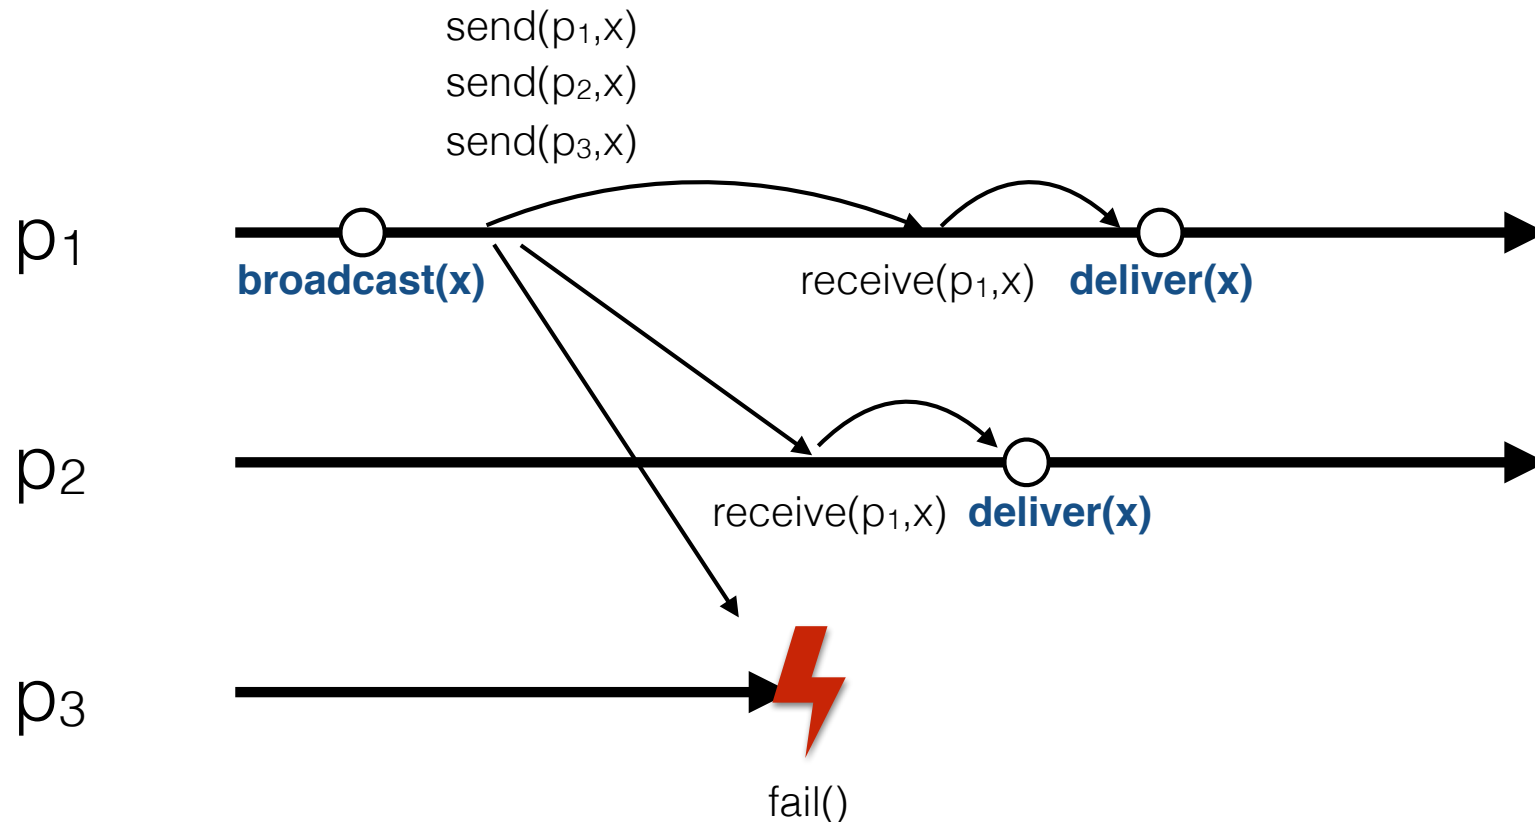 send(p₁,x)
send(p₂,x)
send(p₃,x)
p₁
broadcast(x)
receive(p₁,x)
deliver(x)
p₂
receive(p₁,x)
deliver(x)
p₃
fail()